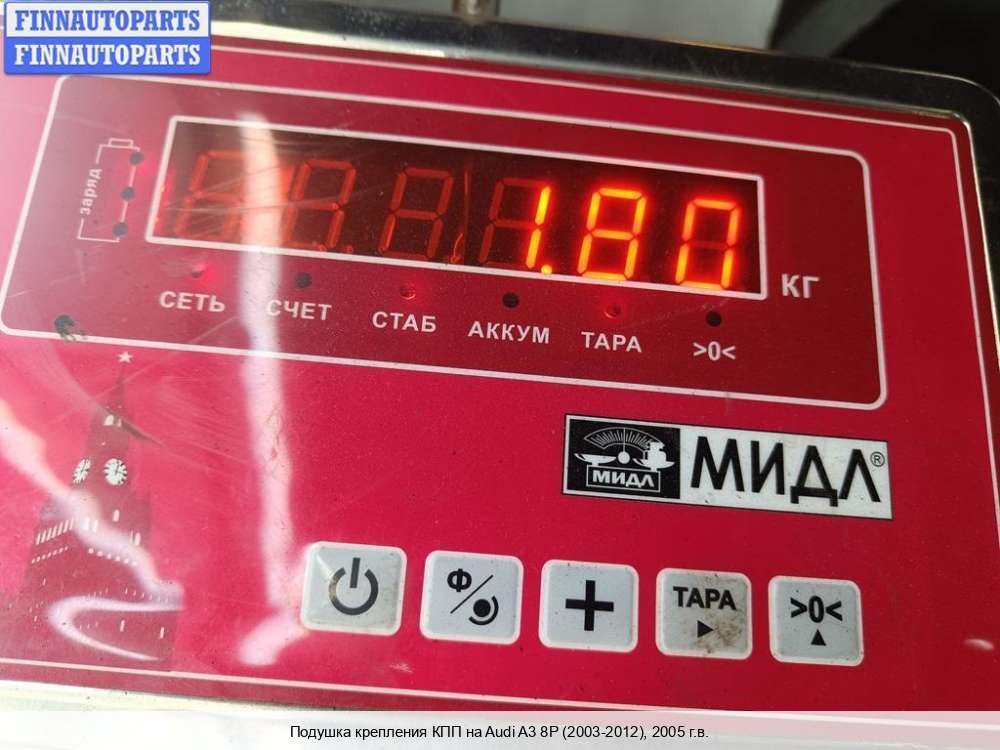 FINNAUTOPARTS
FINNAUTOPARTS
заряд
1.80
КГ
СЕТЬ СЧЕТ СТАБ АККУМ ТАРА >0<
МИДЛ МИДЛ®
Ф ТАРА >0<
Подушка крепления КПП на Audi A3 8P (2003-2012), 2005 г.в.